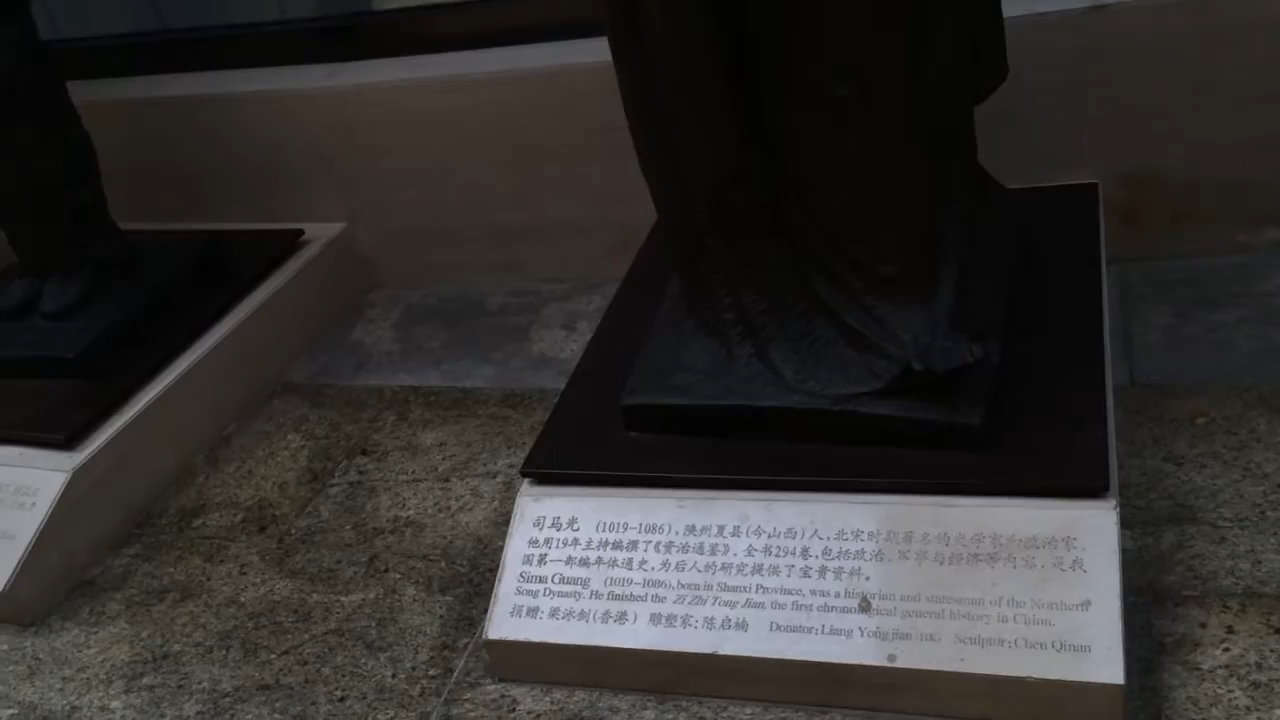 司马光 (1019-1086),陕州夏县(今山西)人,北宋时期著名的史学家和政治家,
他用19年主持编撰了《资治通鉴》,全书294卷,包括政治、军事与经济等内容,是我
国第一部编年体通史,为后人的研究提供了宝贵资料。
Sima Guang (1019-1086), born in Shanxi Province, was a historian and statesman of the Northern
Song Dynasty. He finished the Zi Zhi Tong Jian, the first chronological general history in China.
捐赠:梁泳剑(香港) 雕塑家:陈启楠 Donator:Liang Yongjian (HK) Sculptor:Chen Qinan